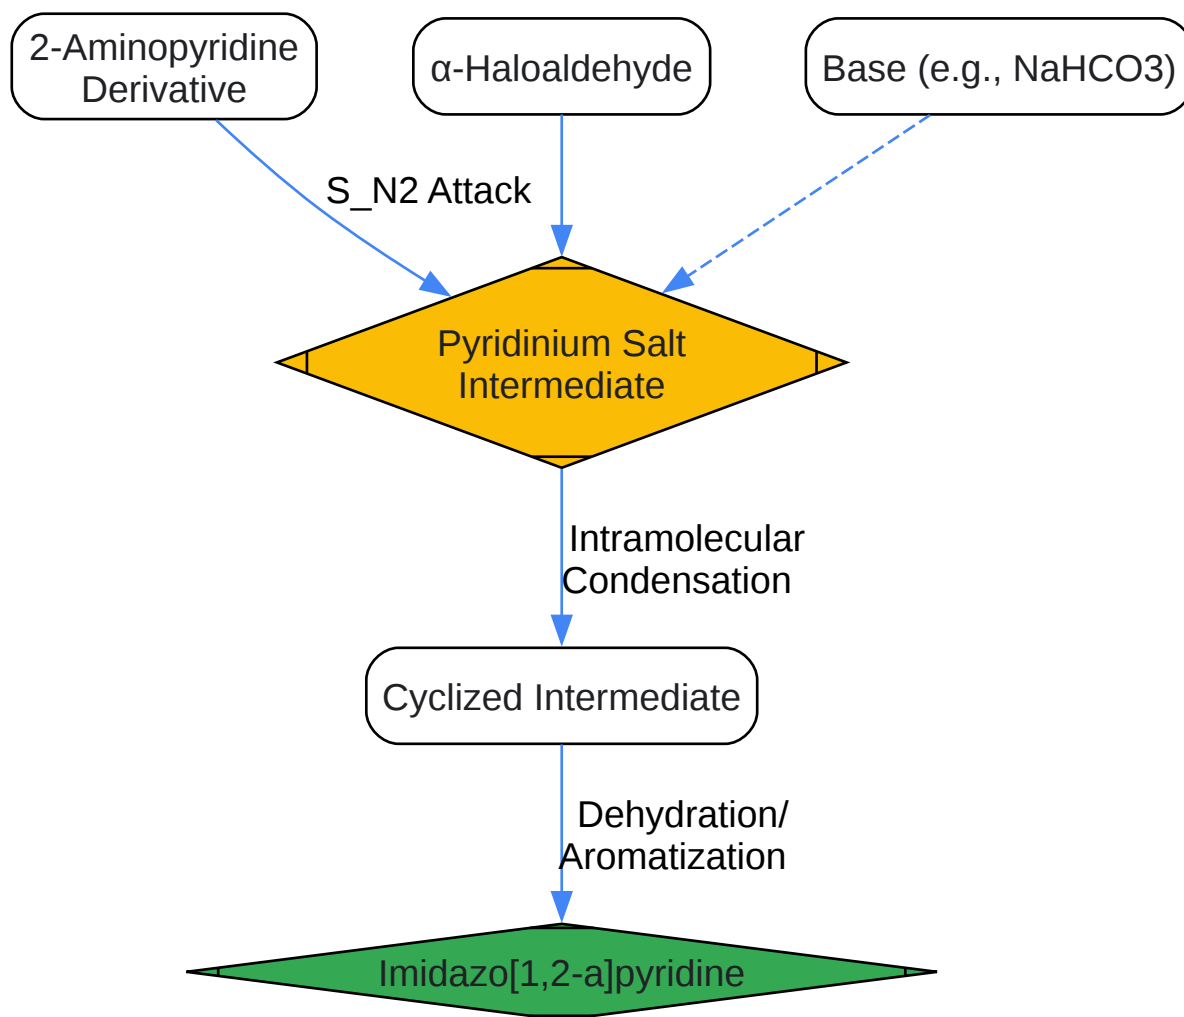 2-Aminopyridine
Derivative
α-Haloaldehyde
Base (e.g., NaHCO3)
S_N2 Attack
Pyridinium Salt
Intermediate
Intramolecular
Condensation
Cyclized Intermediate
Dehydration/
Aromatization
Imidazo[1,2-a]pyridine